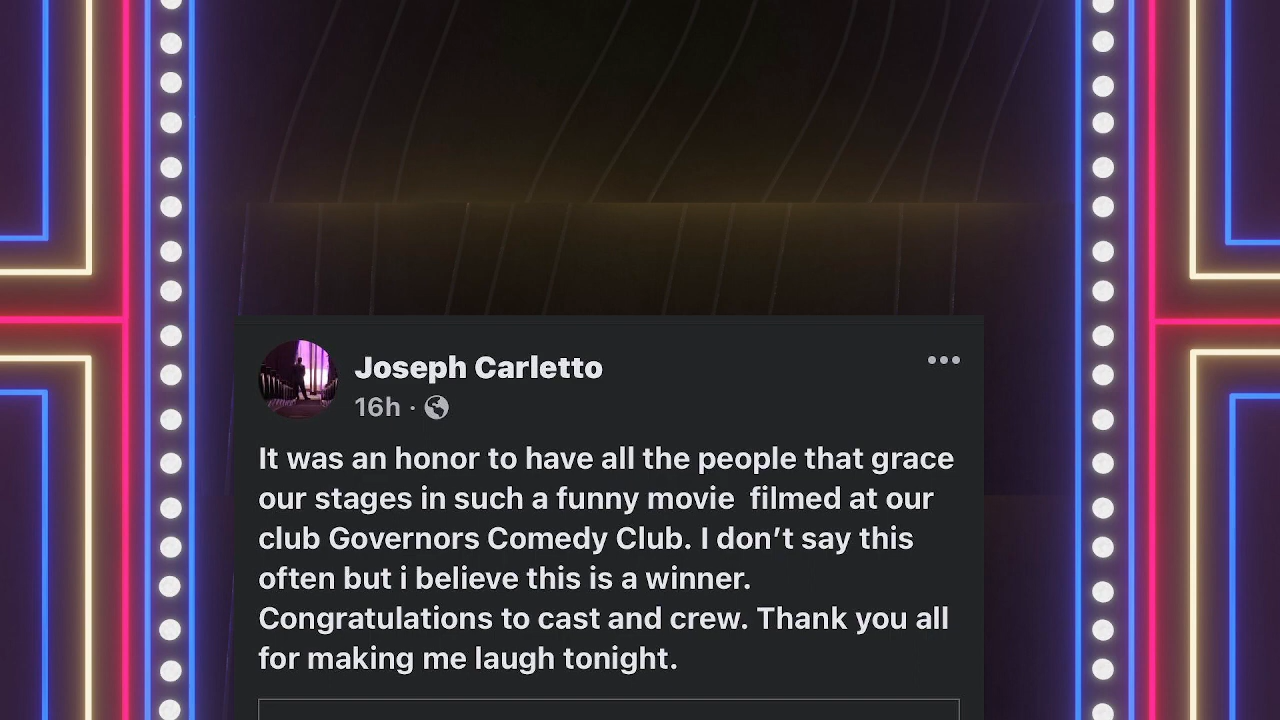 Joseph Carletto
16h ·
It was an honor to have all the people that grace
our stages in such a funny movie  filmed at our
club Governors Comedy Club. I don’t say this
often but i believe this is a winner.
Congratulations to cast and crew. Thank you all
for making me laugh tonight.